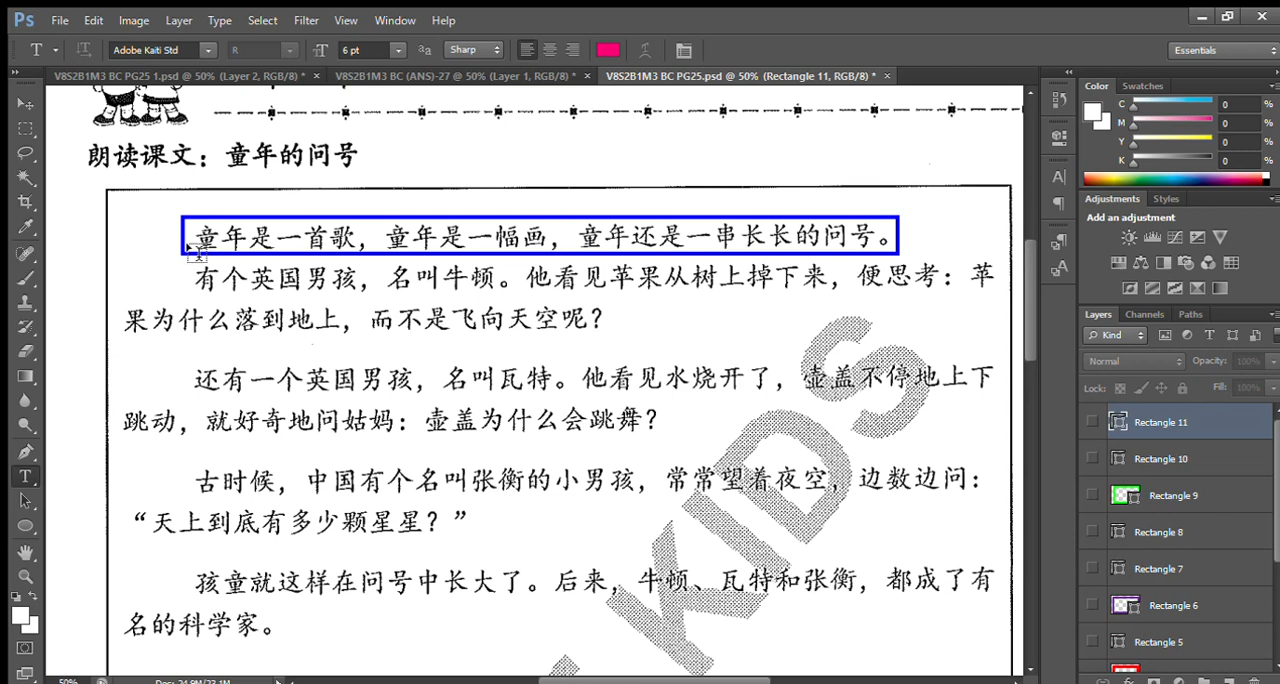 Ps File Edit Image Layer Type Select Filter View Window Help
T Adobe Kaiti Std R 6 pt Sharp Essentials
V8S2B1M3 BC PG25 1.psd @ 50% (Layer 2, RGB/8) * × V8S2B1M3 BC (ANS)-27 @ 50% (Layer 1, RGB/8) * × V8S2B1M3 BC PG25.psd @ 50% (Rectangle 11, RGB/8) * ×
朗读课文：童年的问号
童年是一首歌，童年是一幅画，童年还是一串长长的问号。
有个英国男孩，名叫牛顿。他看见苹果从树上掉下来，便思考：苹
果为什么落到地上，而不是飞向天空呢？
还有一个英国男孩，名叫瓦特。他看见水烧开了，壶盖不停地上下
跳动，就好奇地问姑妈：壶盖为什么会跳舞？
古时候，中国有个名叫张衡的小男孩，常常望着夜空，边数边问：
“天上到底有多少颗星星？”
孩童就这样在问号中长大了。后来，牛顿、瓦特和张衡，都成了有
名的科学家。
KIDS
50%
Color Swatches
C 0 %
M 0 %
Y 0 %
K 0 %
Adjustments Styles
Add an adjustment
Layers Channels Paths
Kind
Normal Opacity: 100%
Lock: Fill: 100%
Rectangle 11
Rectangle 10
Rectangle 9
Rectangle 8
Rectangle 7
Rectangle 6
Rectangle 5